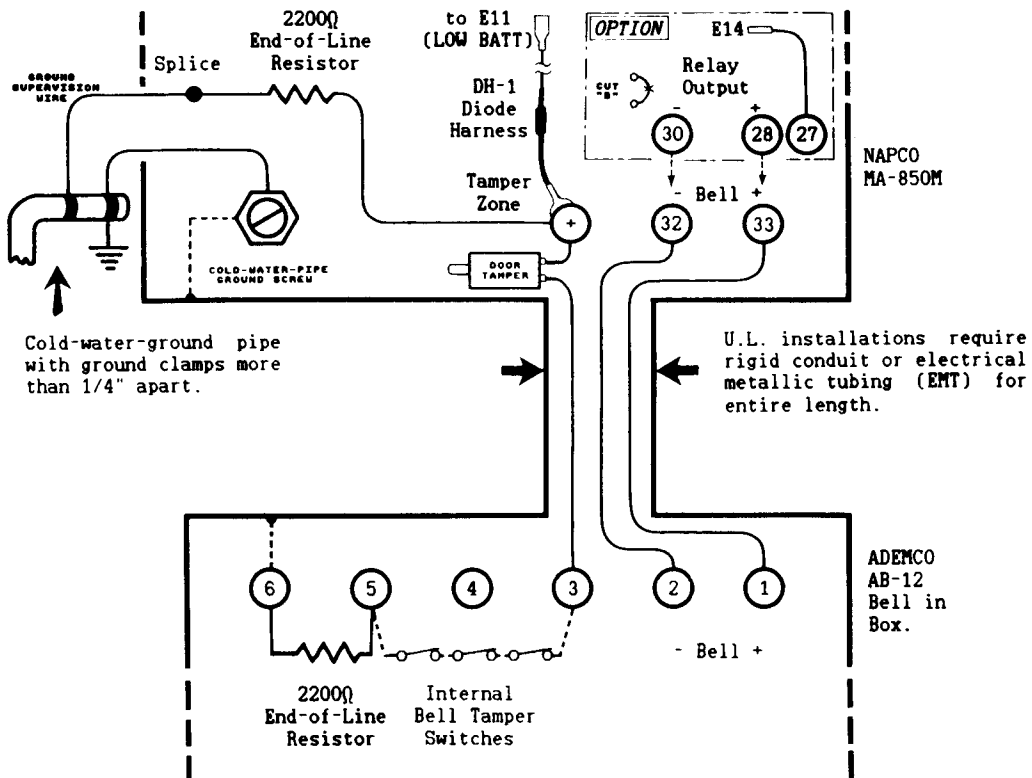 2200Ω
End-of-Line
Resistor
to E11
(LOW BATT)
OPTION
E14
Splice
GROUND
SUPERVISION
WIRE
DH-1
Diode
Harness
CUT
"B"
Relay
Output
- +
30 28 27
NAPCO
MA-850M
Tamper
Zone
- Bell +
+
32 33
DOOR
TAMPER
COLD-WATER-PIPE
GROUND SCREW
Cold-water-ground pipe
with ground clamps more
than 1/4" apart.
U.L. installations require
rigid conduit or electrical
metallic tubing (EMT) for
entire length.
6 5 4 3 2 1
ADEMCO
AB-12
Bell in
Box.
- Bell +
2200Ω
End-of-Line
Resistor
Internal
Bell Tamper
Switches